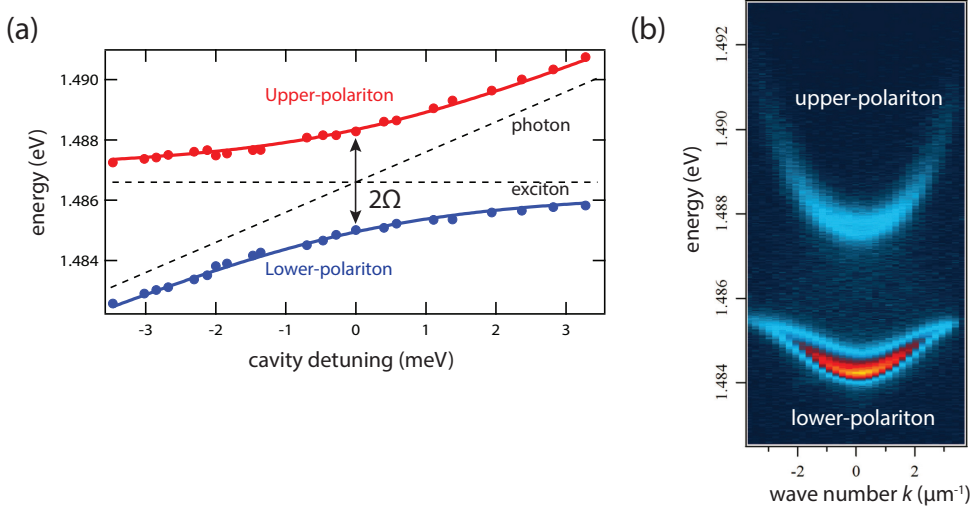 (a)
1.490
1.488
1.486
1.484
energy (eV)
Upper-polariton
photon
exciton
2Ω
Lower-polariton
-3 -2 -1 0 1 2 3
cavity detuning (meV)
(b)
1.492
1.490
1.488
1.486
1.484
energy (eV)
upper-polariton
lower-polariton
-2 0 2
wave number k (μm⁻¹)